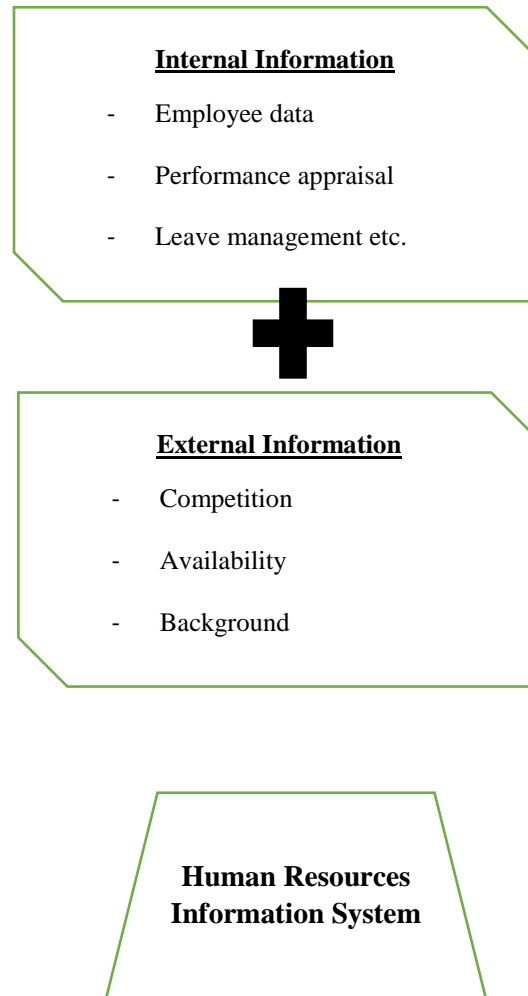 Internal Information
- Employee data
- Performance appraisal
- Leave management etc.
External Information
- Competition
- Availability
- Background
Human Resources
Information System